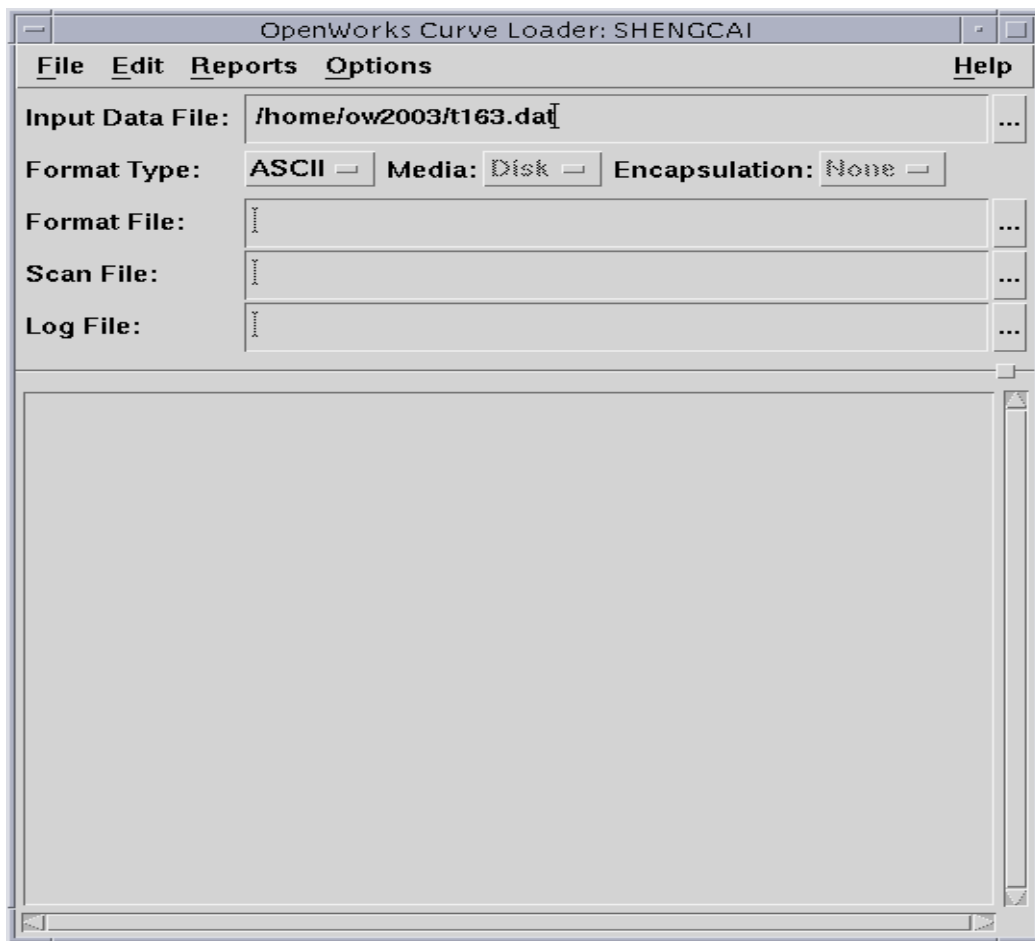 OpenWorks Curve Loader: SHENGCAI
File Edit Reports Options Help
Input Data File: /home/ow2003/t163.dat ...
Format Type: ASCII Media: Disk Encapsulation: None
Format File: ...
Scan File: ...
Log File: ...